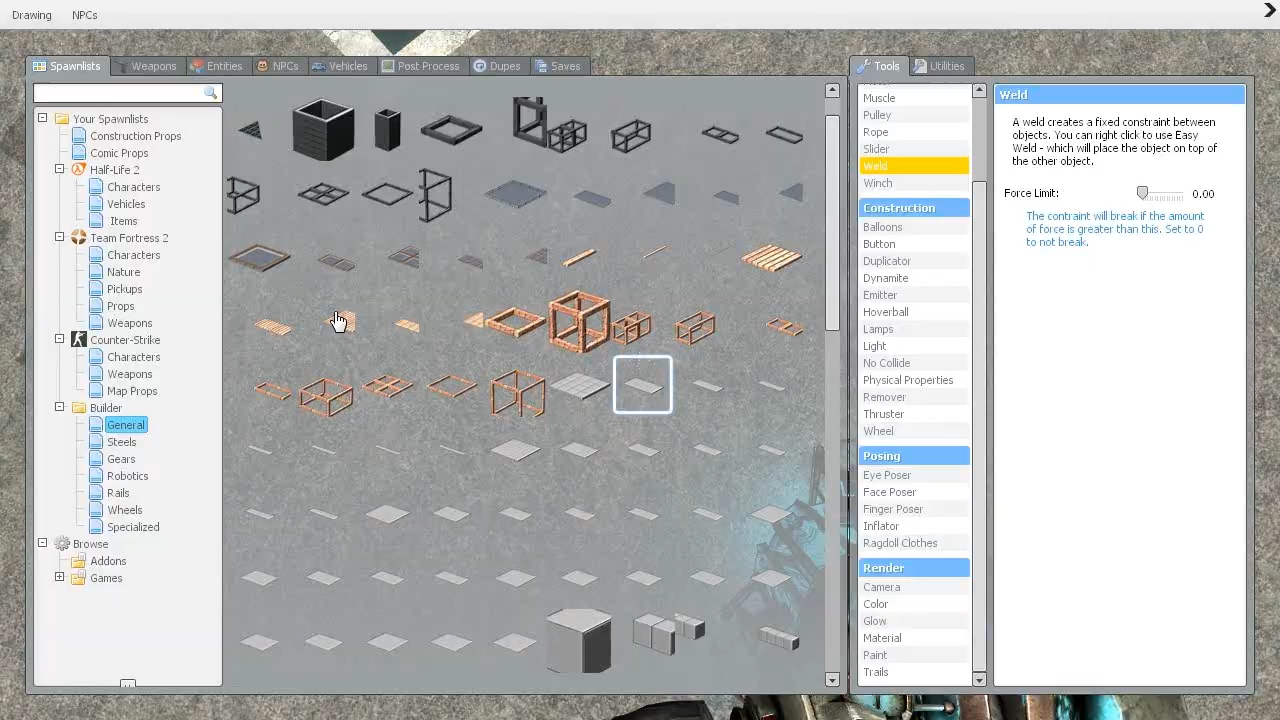 Drawing NPCs
Spawnlists Weapons Entities NPCs Vehicles Post Process Dupes Saves
Your Spawnlists
Construction Props
Comic Props
Half-Life 2
Characters
Vehicles
Items
Team Fortress 2
Characters
Nature
Pickups
Props
Weapons
Counter-Strike
Characters
Weapons
Map Props
Builder
General
Steels
Gears
Robotics
Rails
Wheels
Specialized
Browse
Addons
Games
Tools Utilities
Muscle
Pulley
Rope
Slider
Weld
Winch
Construction
Balloons
Button
Duplicator
Dynamite
Emitter
Hoverball
Lamps
Light
No Collide
Physical Properties
Remover
Thruster
Wheel
Posing
Eye Poser
Face Poser
Finger Poser
Inflator
Ragdoll Clothes
Render
Camera
Color
Glow
Material
Paint
Trails
Weld
A weld creates a fixed constraint between
objects. You can right click to use Easy
Weld - which will place the object on top of
the other object.
Force Limit: 0.00
The contraint will break if the amount
of force is greater than this. Set to 0
to not break.